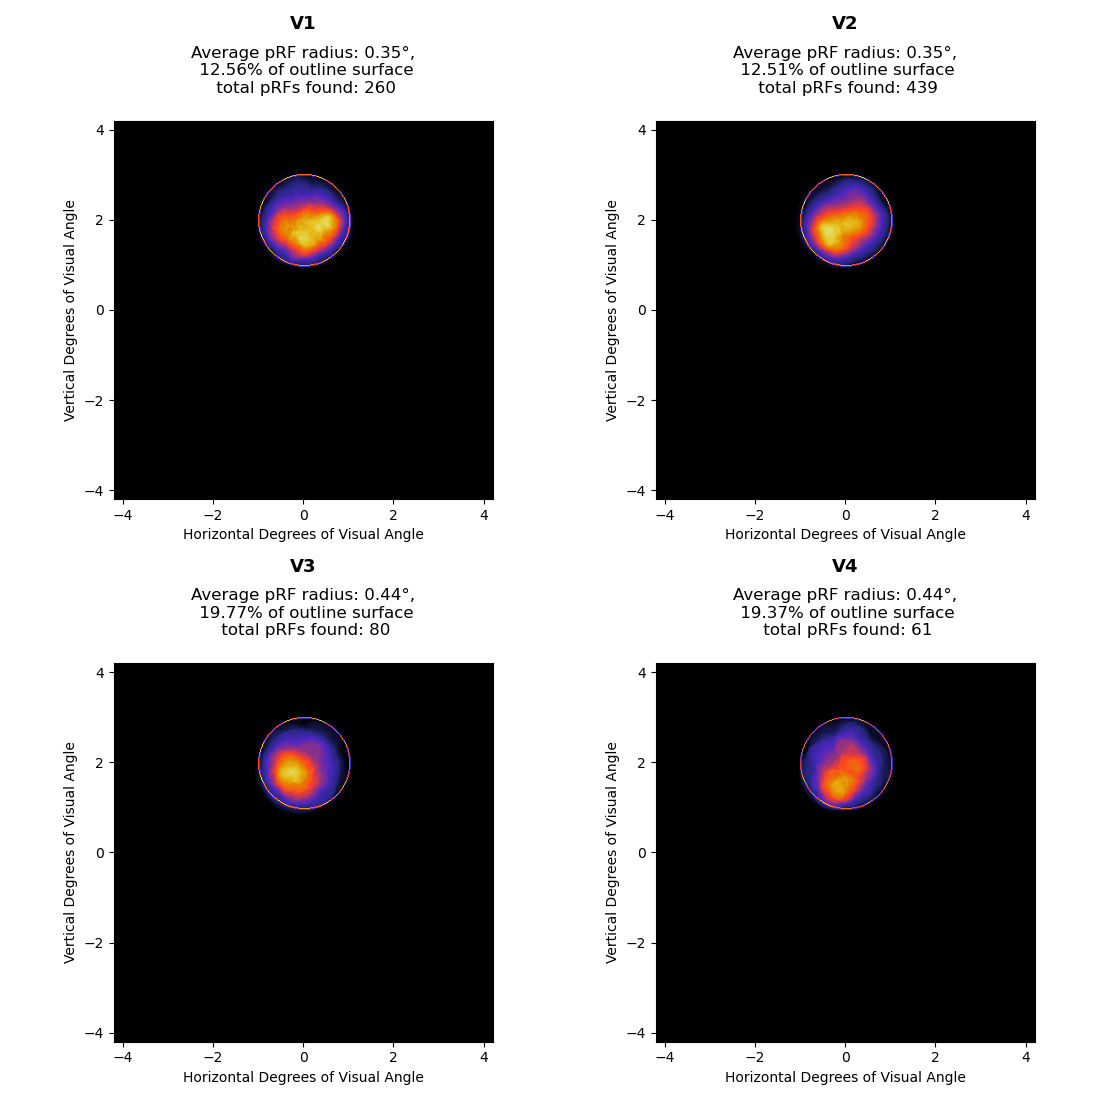 V1
Average pRF radius: 0.35°,
12.56% of outline surface
total pRFs found: 260
4
2
0
−2
−4
Vertical Degrees of Visual Angle
−4 −2 0 2 4
Horizontal Degrees of Visual Angle
V2
Average pRF radius: 0.35°,
12.51% of outline surface
total pRFs found: 439
4
2
0
−2
−4
Vertical Degrees of Visual Angle
−4 −2 0 2 4
Horizontal Degrees of Visual Angle
V3
Average pRF radius: 0.44°,
19.77% of outline surface
total pRFs found: 80
4
2
0
−2
−4
Vertical Degrees of Visual Angle
−4 −2 0 2 4
Horizontal Degrees of Visual Angle
V4
Average pRF radius: 0.44°,
19.37% of outline surface
total pRFs found: 61
4
2
0
−2
−4
Vertical Degrees of Visual Angle
−4 −2 0 2 4
Horizontal Degrees of Visual Angle